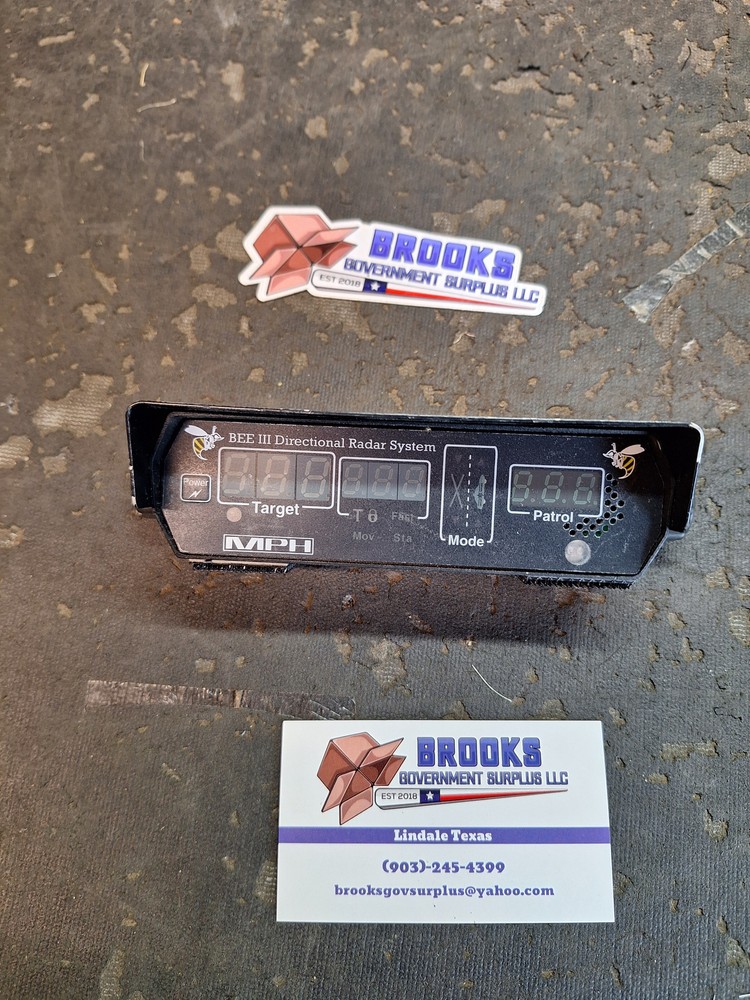 BROOKS
GOVERNMENT SURPLUS LLC
EST 2018
BEE III Directional Radar System
Power
Target
T θ Fast
Mov Sta
Mode
Patrol
MPH
BROOKS
GOVERNMENT SURPLUS LLC
EST 2018
Lindale Texas
(903)-245-4399
brooksgovsurplus@yahoo.com